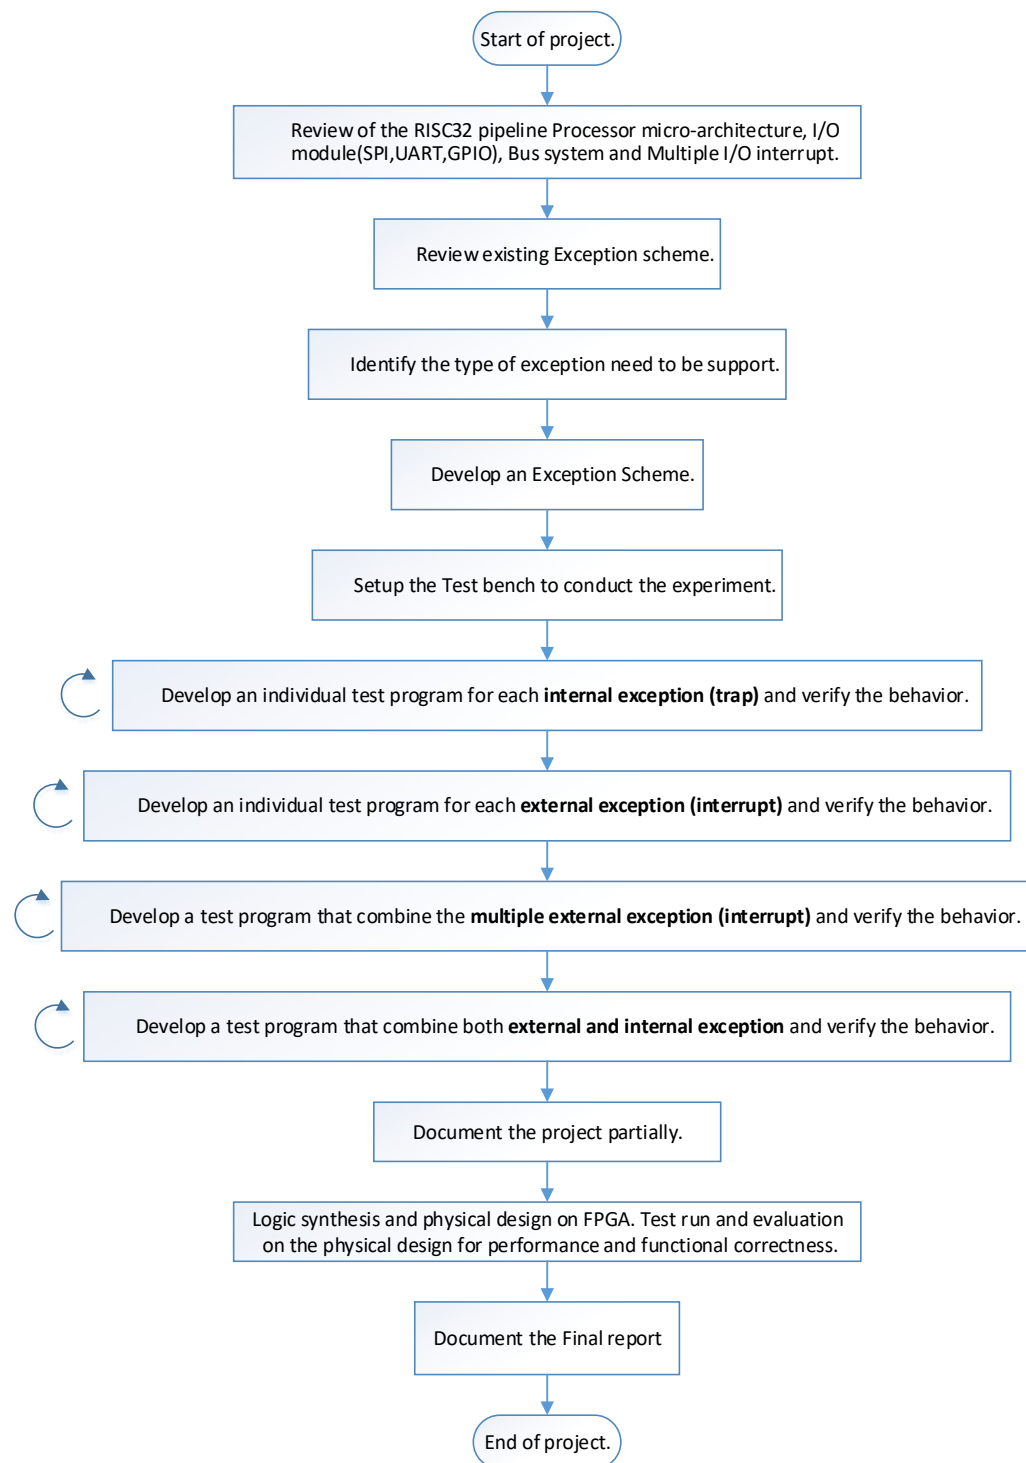 Start of project.
Review of the RISC32 pipeline Processor micro-architecture, I/O
module(SPI,UART,GPIO), Bus system and Multiple I/O interrupt.
Review existing Exception scheme.
Identify the type of exception need to be support.
Develop an Exception Scheme.
Setup the Test bench to conduct the experiment.
Develop an individual test program for each internal exception (trap) and verify the behavior.
Develop an individual test program for each external exception (interrupt) and verify the behavior.
Develop a test program that combine the multiple external exception (interrupt) and verify the behavior.
Develop a test program that combine both external and internal exception and verify the behavior.
Document the project partially.
Logic synthesis and physical design on FPGA. Test run and evaluation
on the physical design for performance and functional correctness.
Document the Final report
End of project.